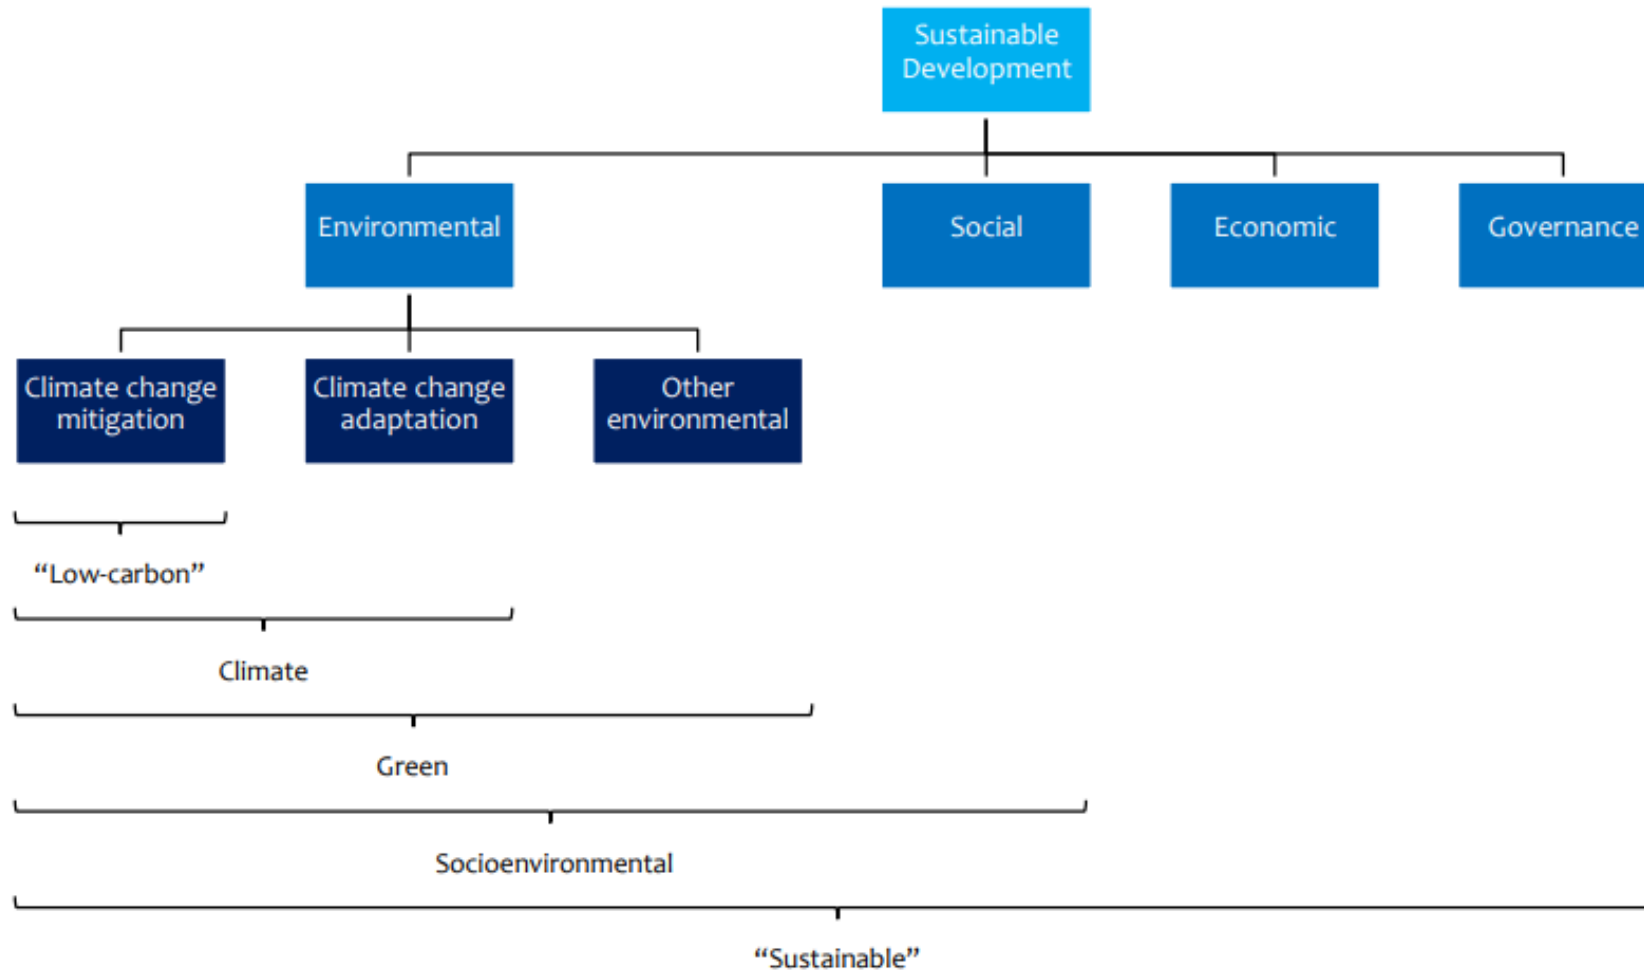 Sustainable
Development
Environmental
Social
Economic
Governance
Climate change
mitigation
Climate change
adaptation
Other
environmental
“Low-carbon”
Climate
Green
Socioenvironmental
“Sustainable”